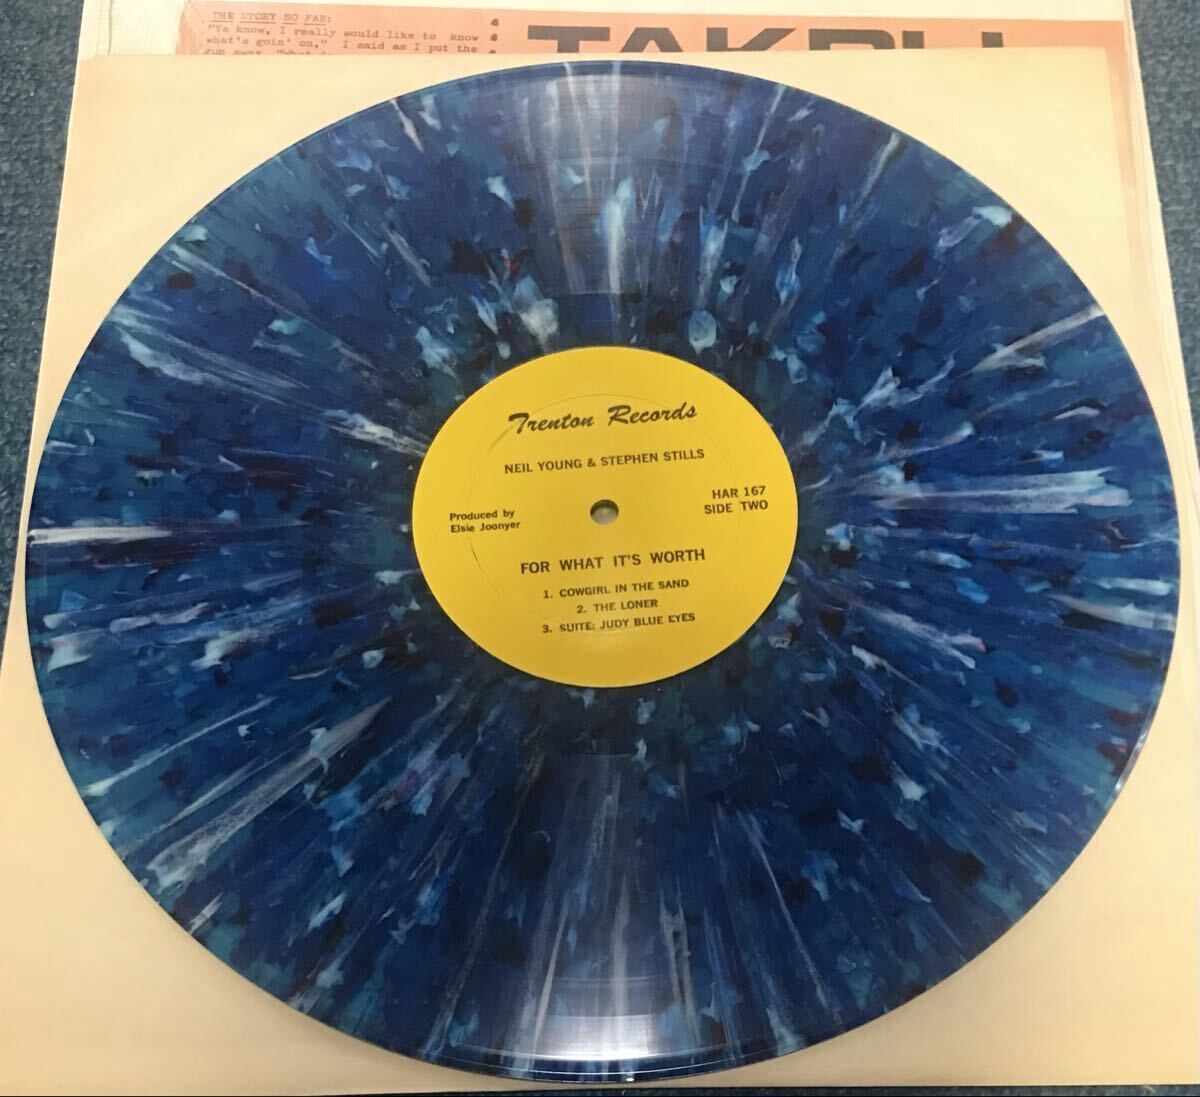 THE STORY SO FAR:
"Ya know, I really would like to know
what's goin' on," I said as I put the
gun away.
Trenton Records
NEIL YOUNG & STEPHEN STILLS
HAR 167
SIDE TWO
Produced by
Elsie Joonyer
FOR WHAT IT'S WORTH
1. COWGIRL IN THE SAND
2. THE LONER
3. SUITE: JUDY BLUE EYES